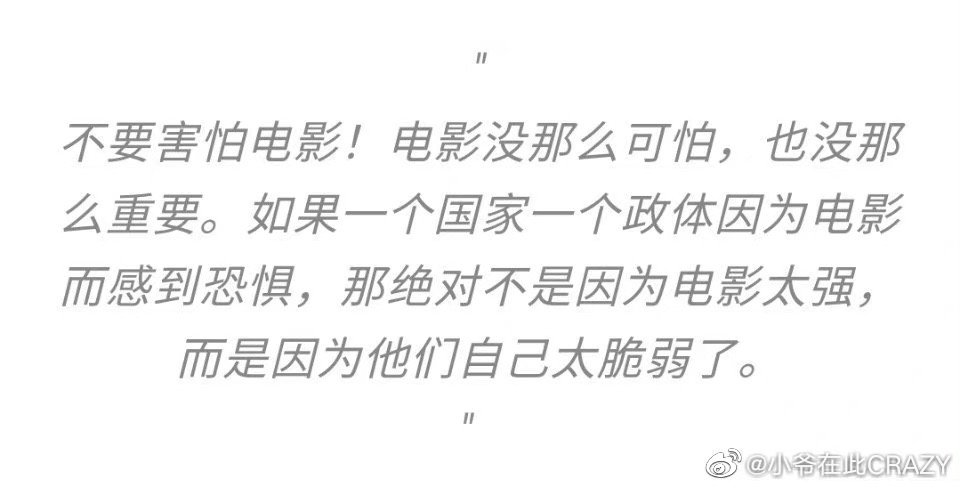 "
不要害怕电影！电影没那么可怕，也没那
么重要。如果一个国家一个政体因为电影
而感到恐惧，那绝对不是因为电影太强，
而是因为他们自己太脆弱了。
"
@小爷在此CRAZY